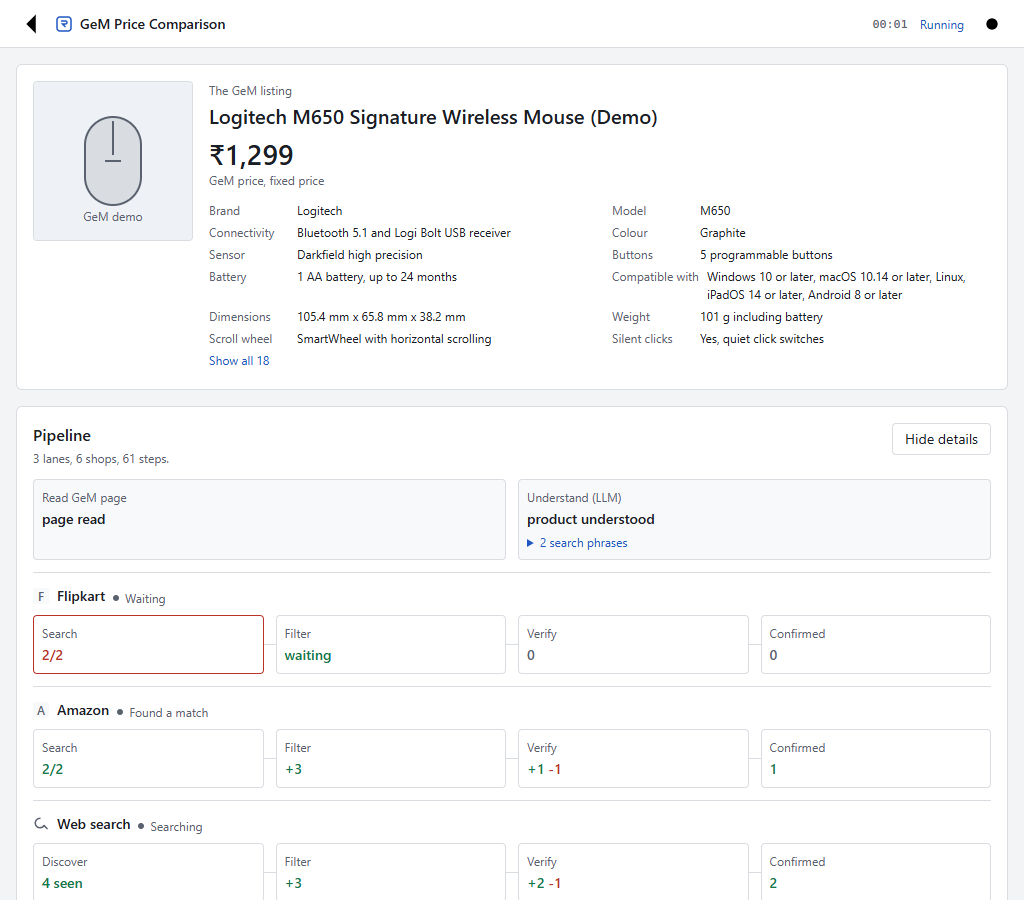 GeM Price Comparison
00:01 Running
The GeM listing
Logitech M650 Signature Wireless Mouse (Demo)
₹1,299
GeM price, fixed price
GeM demo
Brand Logitech Model M650
Connectivity Bluetooth 5.1 and Logi Bolt USB receiver Colour Graphite
Sensor Darkfield high precision Buttons 5 programmable buttons
Battery 1 AA battery, up to 24 months Compatible with Windows 10 or later, macOS 10.14 or later, Linux,
iPadOS 14 or later, Android 8 or later
Dimensions 105.4 mm x 65.8 mm x 38.2 mm Weight 101 g including battery
Scroll wheel SmartWheel with horizontal scrolling Silent clicks Yes, quiet click switches
Show all 18
Pipeline
Hide details
3 lanes, 6 shops, 61 steps.
Read GeM page Understand (LLM)
page read product understood
2 search phrases
F Flipkart Waiting
Search Filter Verify Confirmed
2/2 waiting 0 0
A Amazon Found a match
Search Filter Verify Confirmed
2/2 +3 +1 -1 1
Web search Searching
Discover Filter Verify Confirmed
4 seen +3 +2 -1 2